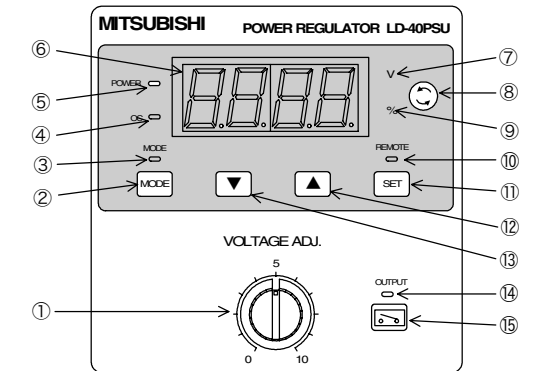 MITSUBISHI POWER REGULATOR LD-40PSU
⑥ ⑦
V
POWER ⑧
⑤
④ OC % ⑨
MODE REMOTE
③ ⑩
② MODE ▼ ▲ SET ⑪
⑫
VOLTAGE ADJ. ⑬
5
OUTPUT ⑭
①
⑮
0 10